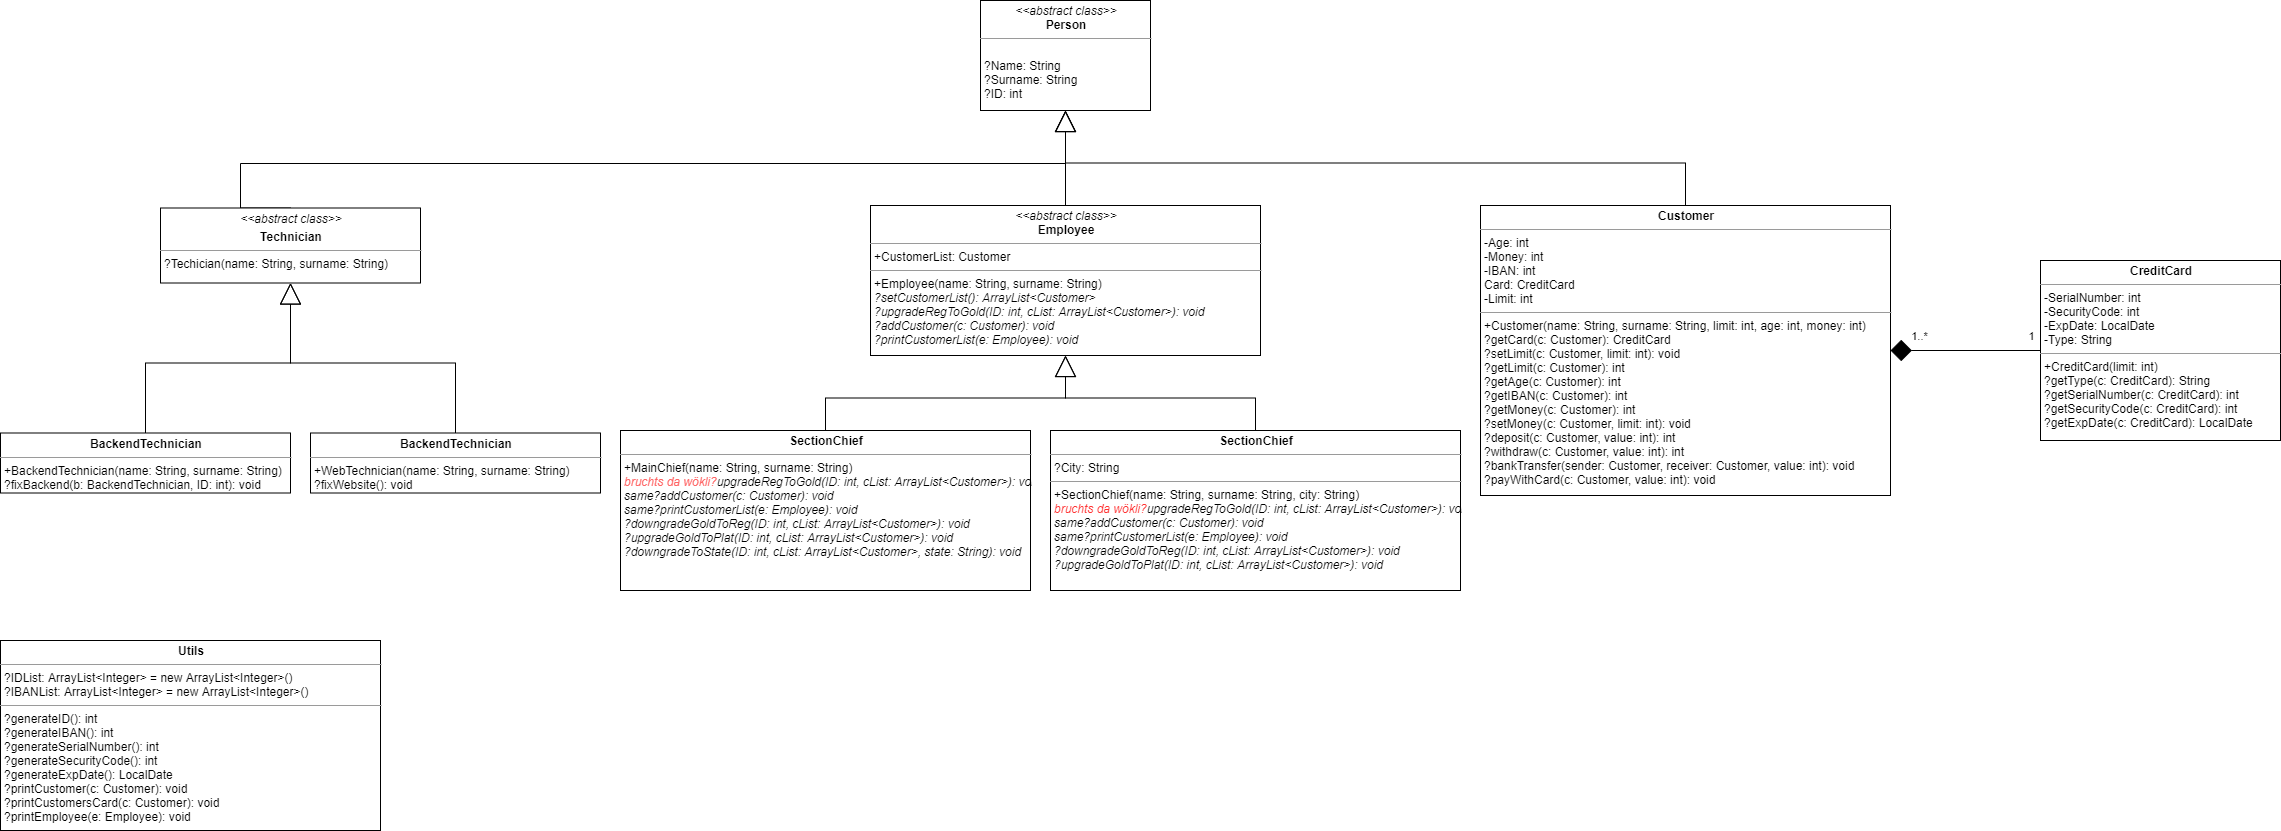 <<abstract class>>
Person
?Name: String
?Surname: String
?ID: int
<<abstract class>>
Technician
?Techician(name: String, surname: String)
<<abstract class>>
Employee
+CustomerList: Customer
+Employee(name: String, surname: String)
?setCustomerList(): ArrayList<Customer>
?upgradeRegToGold(ID: int, cList: ArrayList<Customer>): void
?addCustomer(c: Customer): void
?printCustomerList(e: Employee): void
Customer
-Age: int
-Money: int
-IBAN: int
Card: CreditCard
-Limit: int
+Customer(name: String, surname: String, limit: int, age: int, money: int)
?getCard(c: Customer): CreditCard
?setLimit(c: Customer, limit: int): void
?getLimit(c: Customer): int
?getAge(c: Customer): int
?getIBAN(c: Customer): int
?getMoney(c: Customer): int
?setMoney(c: Customer, limit: int): void
?deposit(c: Customer, value: int): int
?withdraw(c: Customer, value: int): int
?bankTransfer(sender: Customer, receiver: Customer, value: int): void
?payWithCard(c: Customer, value: int): void
1..*
1
CreditCard
-SerialNumber: int
-SecurityCode: int
-ExpDate: LocalDate
-Type: String
+CreditCard(limit: int)
?getType(c: CreditCard): String
?getSerialNumber(c: CreditCard): int
?getSecurityCode(c: CreditCard): int
?getExpDate(c: CreditCard): LocalDate
BackendTechnician
+BackendTechnician(name: String, surname: String)
?fixBackend(b: BackendTechnician, ID: int): void
BackendTechnician
+WebTechnician(name: String, surname: String)
?fixWebsite(): void
SectionChief
+MainChief(name: String, surname: String)
bruchts da wökli?upgradeRegToGold(ID: int, cList: ArrayList<Customer>): vo
same?addCustomer(c: Customer): void
same?printCustomerList(e: Employee): void
?downgradeGoldToReg(ID: int, cList: ArrayList<Customer>): void
?upgradeGoldToPlat(ID: int, cList: ArrayList<Customer>): void
?downgradeToState(ID: int, cList: ArrayList<Customer>, state: String): void
SectionChief
?City: String
+SectionChief(name: String, surname: String, city: String)
bruchts da wökli?upgradeRegToGold(ID: int, cList: ArrayList<Customer>): vo
same?addCustomer(c: Customer): void
same?printCustomerList(e: Employee): void
?downgradeGoldToReg(ID: int, cList: ArrayList<Customer>): void
?upgradeGoldToPlat(ID: int, cList: ArrayList<Customer>): void
Utils
?IDList: ArrayList<Integer> = new ArrayList<Integer>()
?IBANList: ArrayList<Integer> = new ArrayList<Integer>()
?generateID(): int
?generateIBAN(): int
?generateSerialNumber(): int
?generateSecurityCode(): int
?generateExpDate(): LocalDate
?printCustomer(c: Customer): void
?printCustomersCard(c: Customer): void
?printEmployee(e: Employee): void